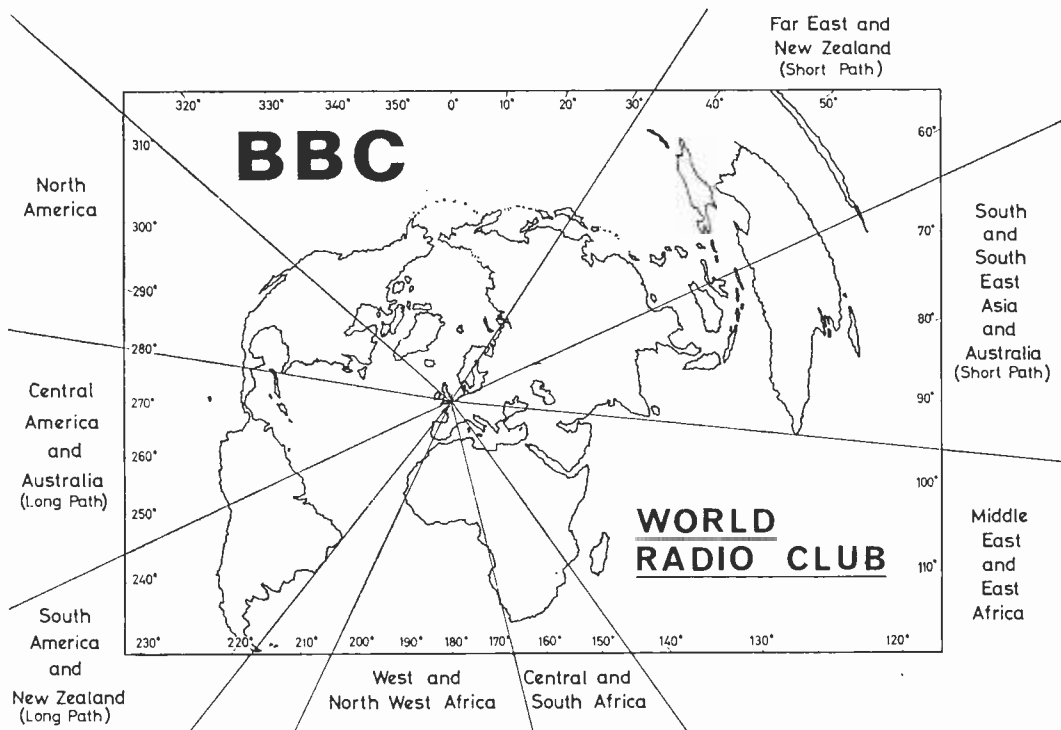 Far East and
New Zealand
(Short Path)
320° 330° 340° 350° 0° 10° 20° 30° 40° 50°
BBC
310°
300°
290°
280°
270°
260°
250°
240°
230°
60°
70°
80°
90°
100°
110°
120°
North
America
Central
America
and
Australia
(Long Path)
South
America
and
New Zealand
(Long Path)
South
and
South
East
Asia
and
Australia
(Short Path)
Middle
East
and
East
Africa
WORLD
RADIO CLUB
220° 210° 200° 190° 180° 170° 160° 150° 140° 130°
West and
North West Africa
Central and
South Africa